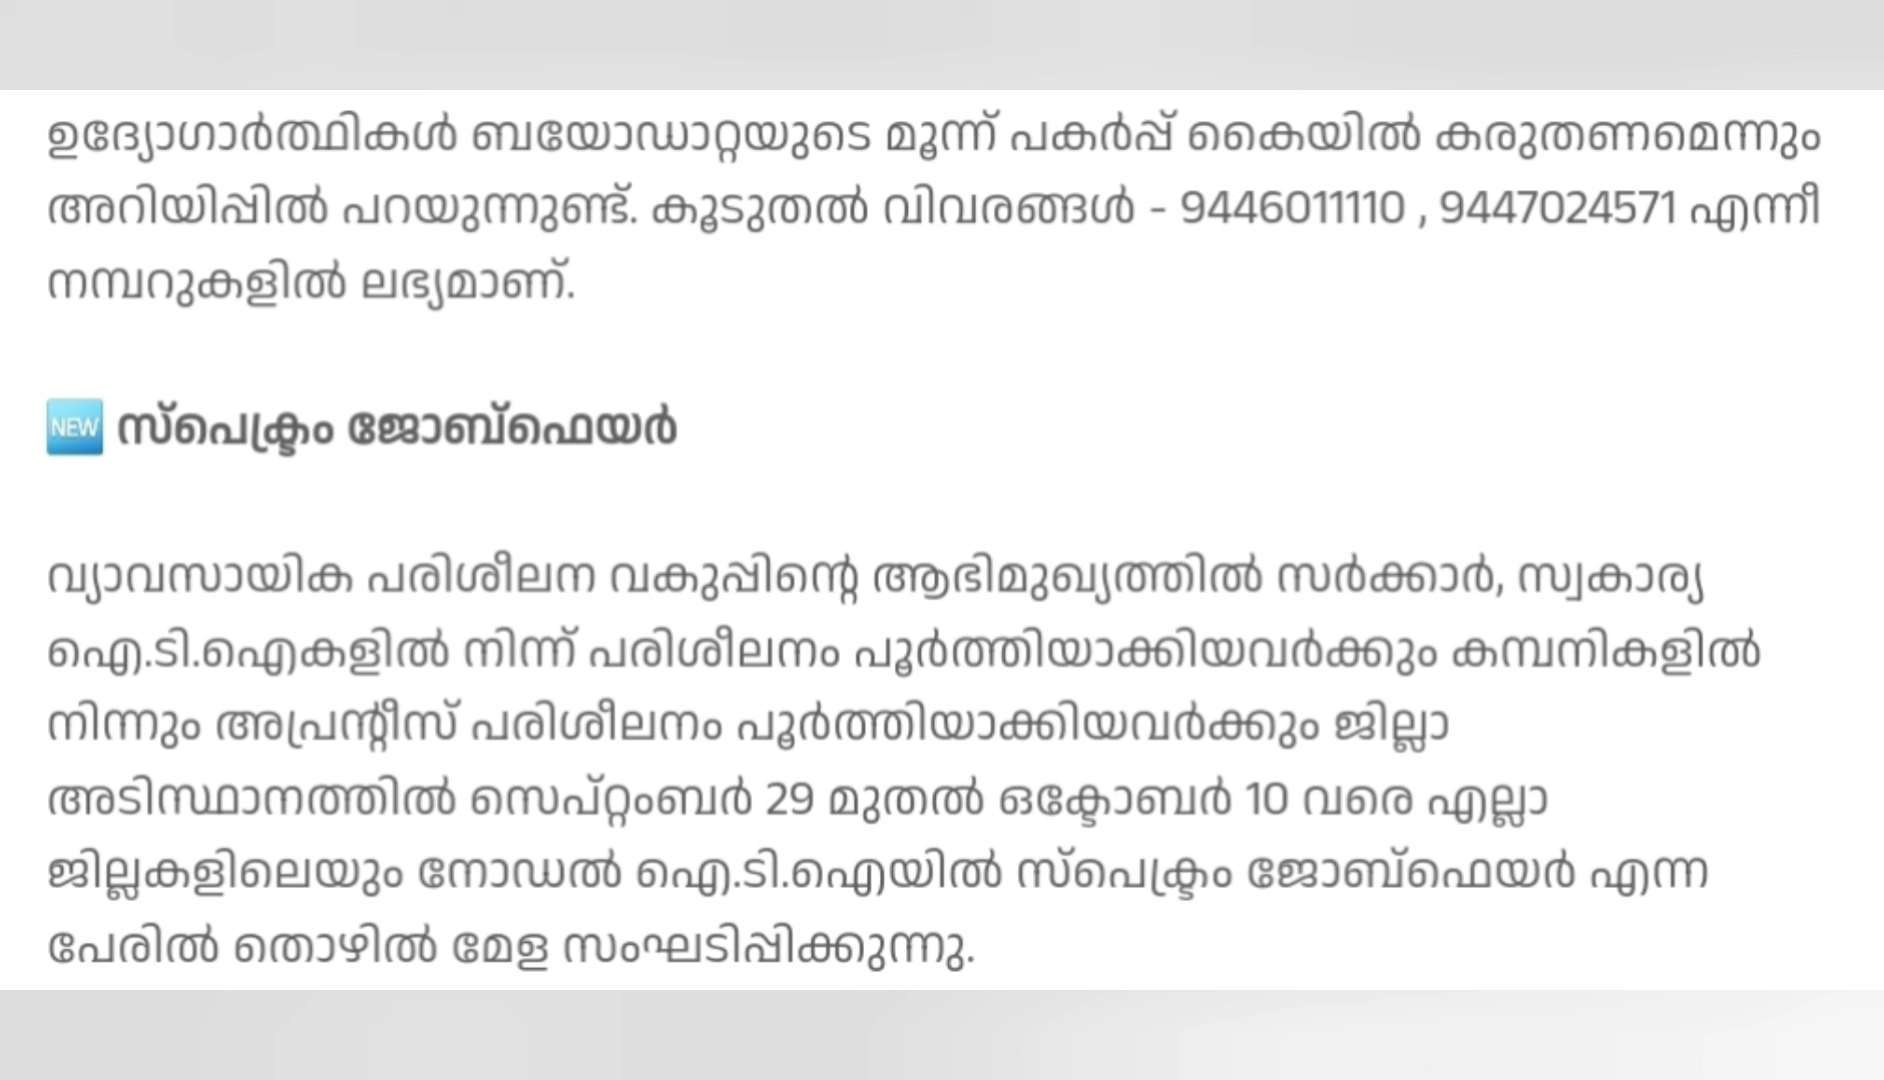 ഉദ്യോഗാർത്ഥികൾ ബയോഡാറ്റയുടെ മൂന്ന് പകർപ്പ് കൈയിൽ കരുതണമെന്നും
അറിയിപ്പിൽ പറയുന്നുണ്ട്. കൂടുതൽ വിവരങ്ങൾ - 9446011110 , 9447024571 എന്നീ
നമ്പറുകളിൽ ലഭ്യമാണ്.
🆕 സ്പെക്ട്രം ജോബ്ഫെയർ
വ്യാവസായിക പരിശീലന വകുപ്പിന്റെ ആഭിമുഖ്യത്തിൽ സർക്കാർ, സ്വകാര്യ
ഐ.ടി.ഐകളിൽ നിന്ന് പരിശീലനം പൂർത്തിയാക്കിയവർക്കും കമ്പനികളിൽ
നിന്നും അപ്രന്റീസ് പരിശീലനം പൂർത്തിയാക്കിയവർക്കും ജില്ലാ
അടിസ്ഥാനത്തിൽ സെപ്റ്റംബർ 29 മുതൽ ഒക്ടോബർ 10 വരെ എല്ലാ
ജില്ലകളിലെയും നോഡൽ ഐ.ടി.ഐയിൽ സ്പെക്ട്രം ജോബ്ഫെയർ എന്ന
പേരിൽ തൊഴിൽ മേള സംഘടിപ്പിക്കുന്നു.